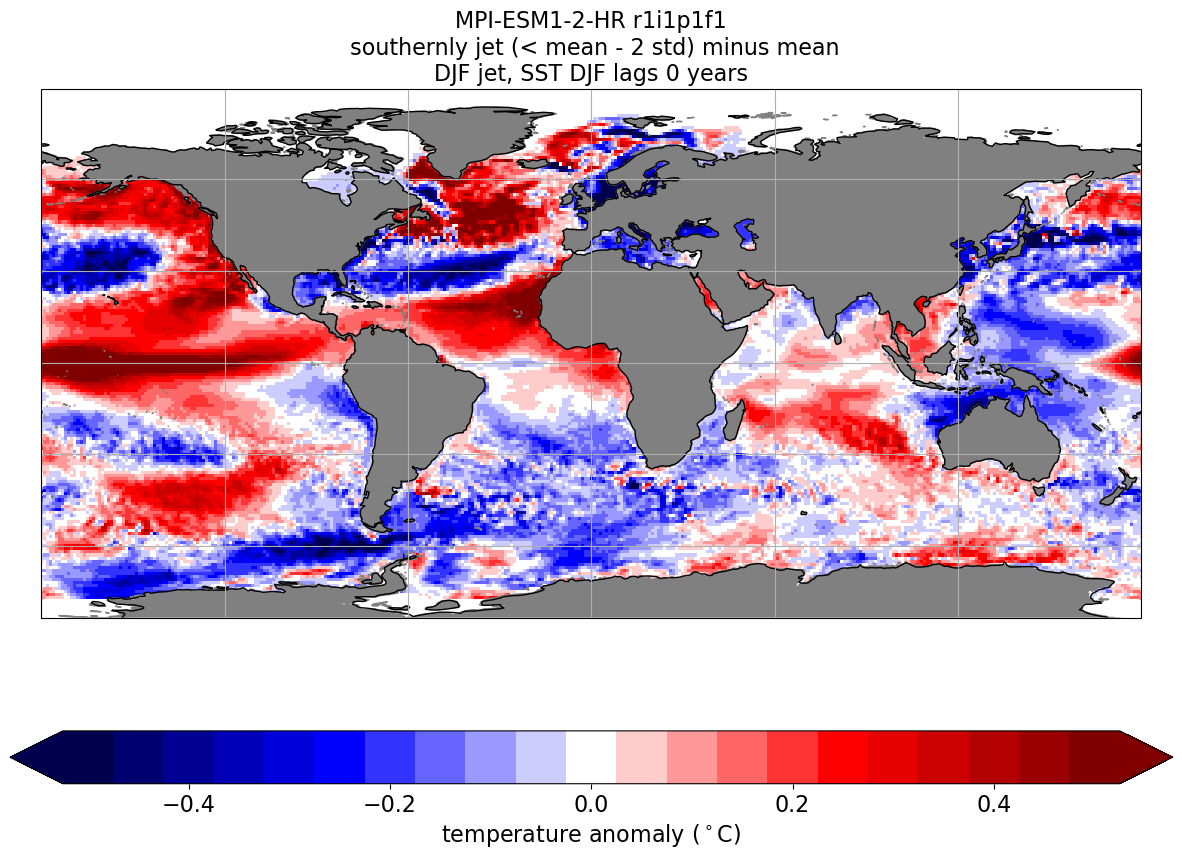 MPI-ESM1-2-HR r1i1p1f1
southernly jet (< mean - 2 std) minus mean
DJF jet, SST DJF lags 0 years
−0.4 −0.2 0.0 0.2 0.4
temperature anomaly (°C)